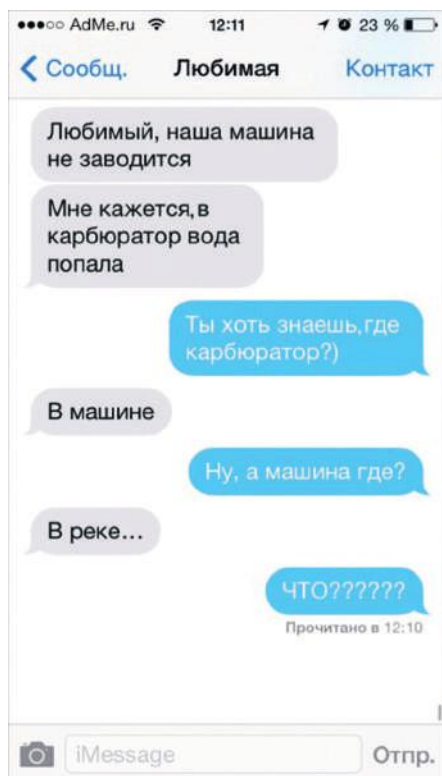 AdMe.ru 12:11 23 %
Сообщ. Любимая Контакт
Любимый, наша машина
не заводится
Мне кажется,в
карбюратор вода
попала
Ты хоть знаешь,где
карбюратор?)
В машине
Ну, а машина где?
В реке...
ЧТО??????
Прочитано в 12:10
iMessage Отпр.